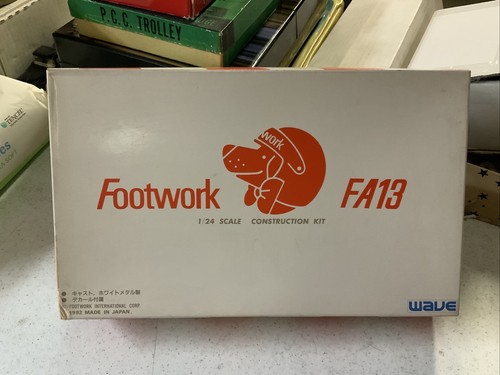 P.C.C. TROLLEY
work
Footwork FA13
1/24 SCALE CONSTRUCTION KIT
● キャスト、ホワイトメタル製
● デカール付属
FOOTWORK INTERNATIONAL CORP
1992 MADE IN JAPAN
wave